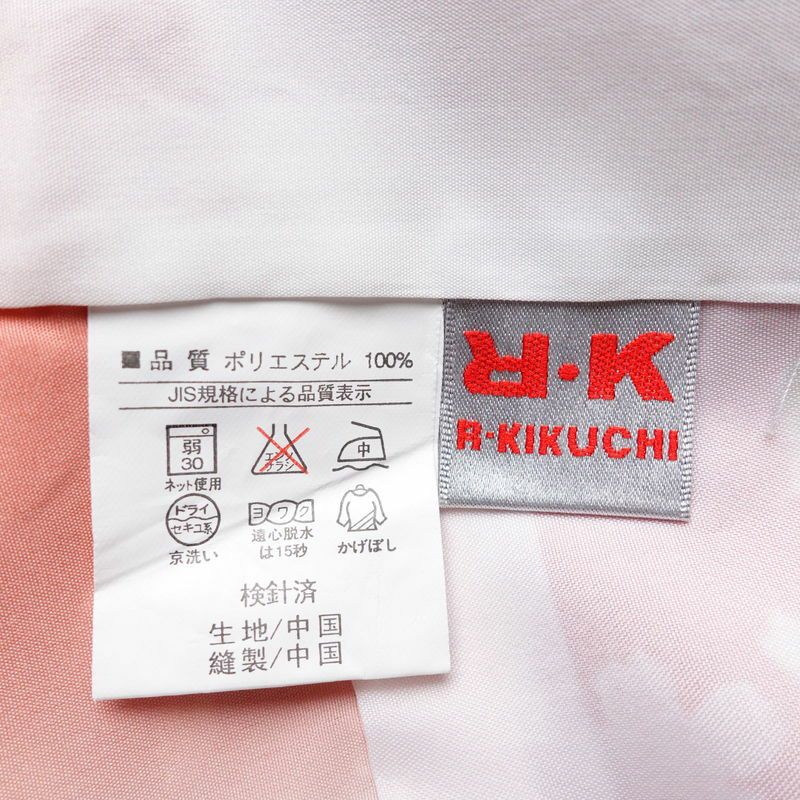 ■品質 ポリエステル 100%
JIS規格による品質表示
弱
30
ネット使用
エンソ
サラシ
中
ドライ
セキユ系
京洗い
ヨワク
遠心脱水
は15秒
かげぼし
検針済
生地/中国
縫製/中国
R・K
R-KIKUCHI